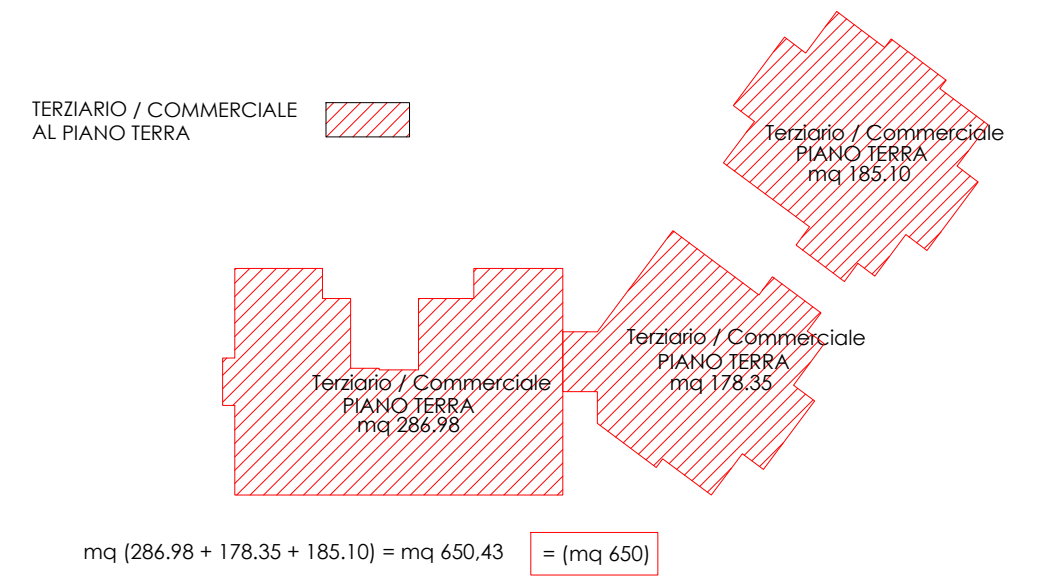 TERZIARIO / COMMERCIALE
AL PIANO TERRA
Terziario / Commerciale
PIANO TERRA
mq 185.10
Terziario / Commerciale
PIANO TERRA
mq 178.35
Terziario / Commerciale
PIANO TERRA
mq 286.98
mq (286.98 + 178.35 + 185.10) = mq 650,43 = (mq 650)